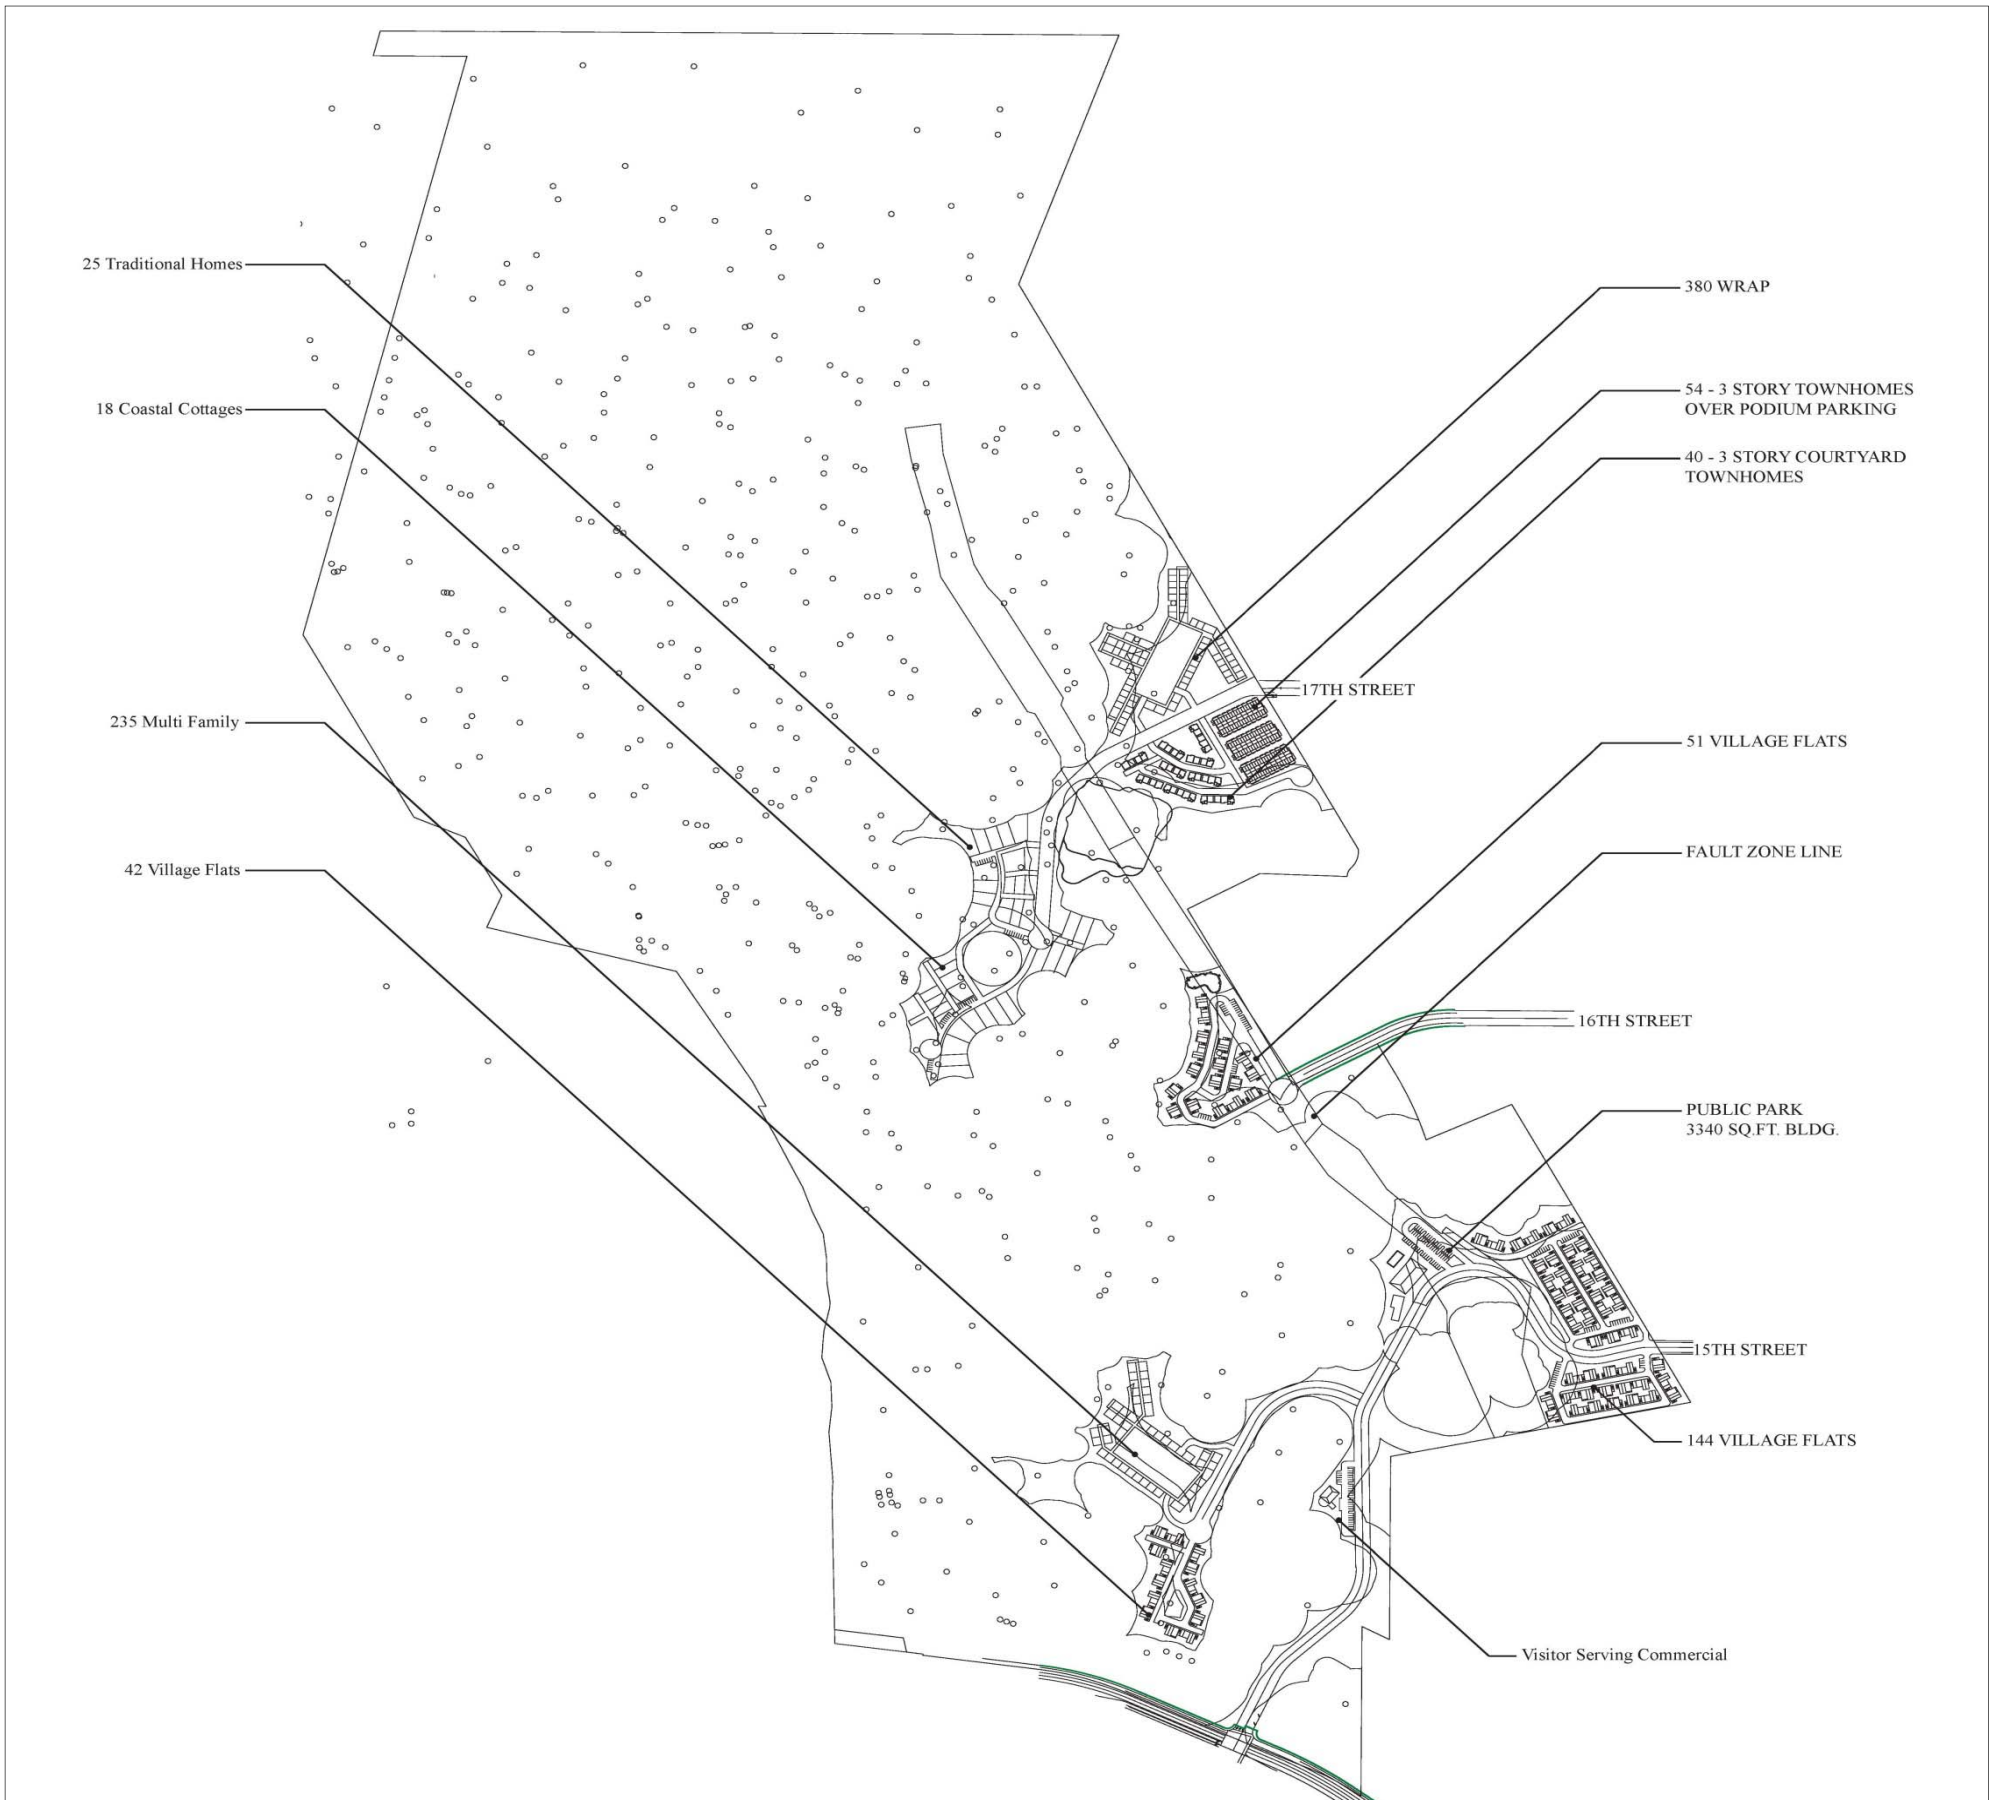 25 Traditional Homes
18 Coastal Cottages
235 Multi Family
42 Village Flats
380 WRAP
54 - 3 STORY TOWNHOMES
OVER PODIUM PARKING
40 - 3 STORY COURTYARD
TOWNHOMES
17TH STREET
51 VILLAGE FLATS
FAULT ZONE LINE
16TH STREET
PUBLIC PARK
3340 SQ.FT. BLDG.
15TH STREET
144 VILLAGE FLATS
Visitor Serving Commercial